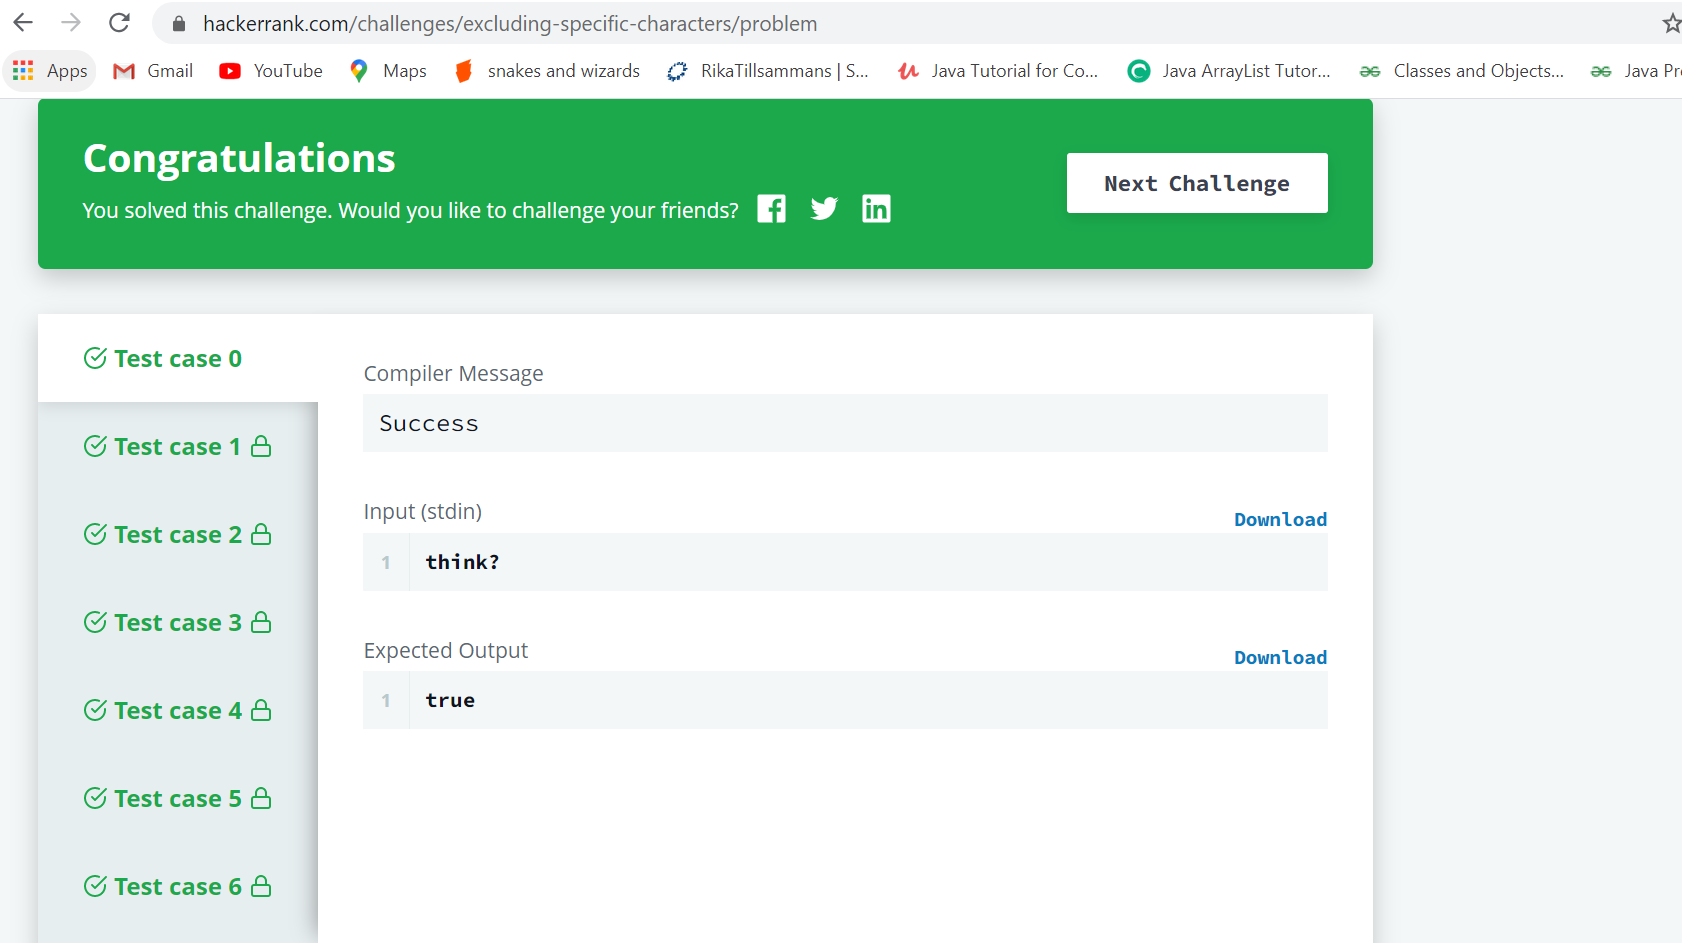 hackerrank.com/challenges/excluding-specific-characters/problem
Apps Gmail YouTube Maps snakes and wizards RikaTillsammans | S... Java Tutorial for Co... Java ArrayList Tutor... Classes and Objects... Java Pr
Congratulations
You solved this challenge. Would you like to challenge your friends?
Next Challenge
Test case 0
Test case 1
Test case 2
Test case 3
Test case 4
Test case 5
Test case 6
Compiler Message
Success
Input (stdin)
Download
1 think?
Expected Output
Download
1 true